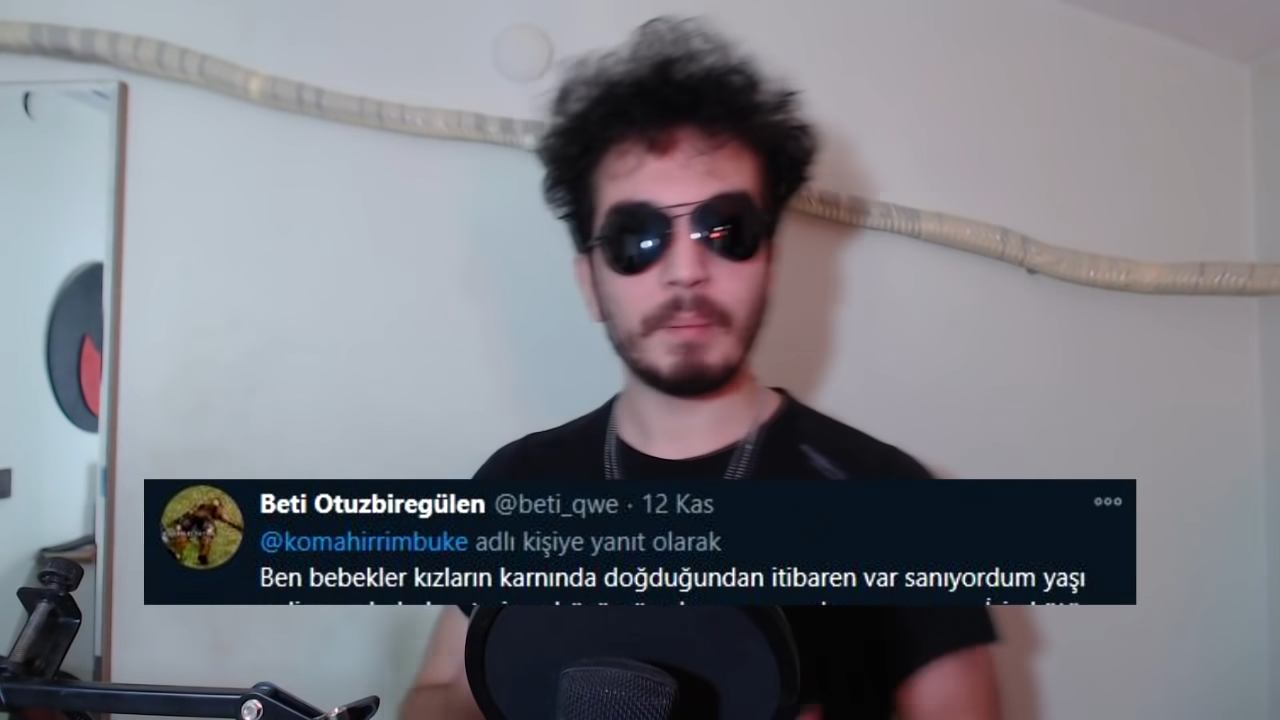 Beti Otuzbiregülen @beti_qwe · 12 Kas
@komahirrimbuke adlı kişiye yanıt olarak
Ben bebekler kızların karnında doğduğundan itibaren var sanıyordum yaşı